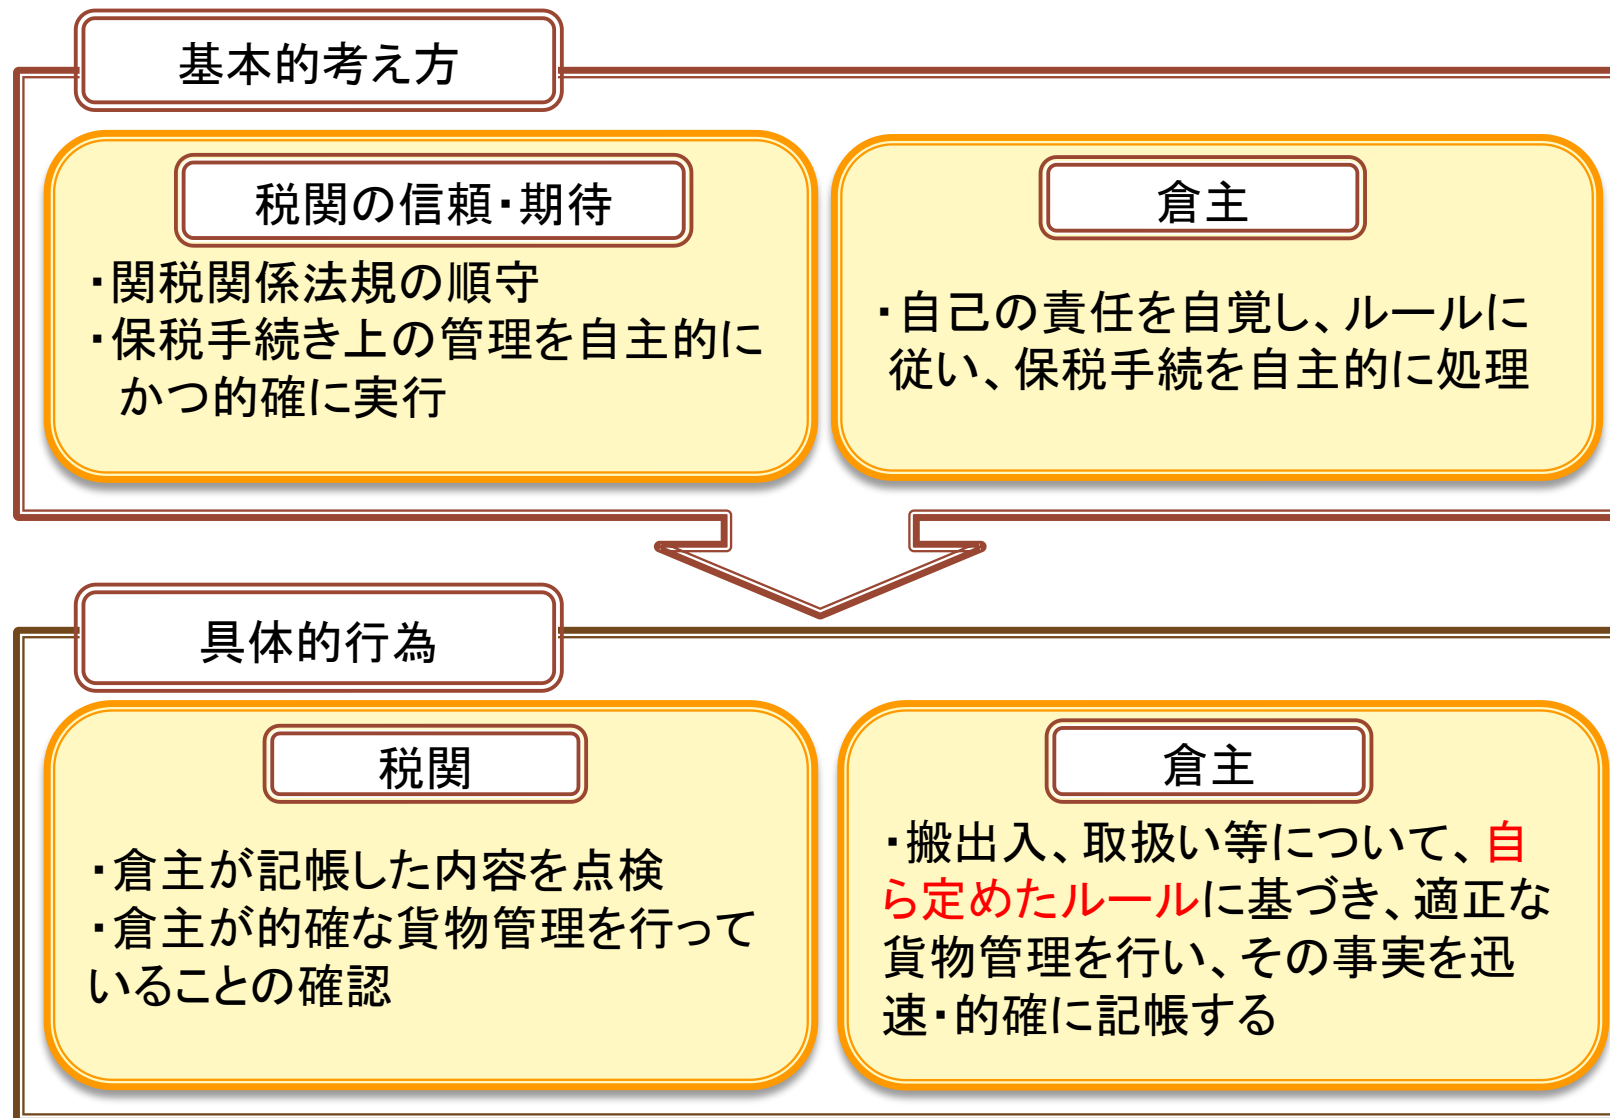 基本的考え方
税関の信頼・期待
・関税関係法規の順守
・保税手続き上の管理を自主的に
かつ的確に実行
倉主
・自己の責任を自覚し、ルールに
従い、保税手続を自主的に処理
具体的行為
税関
・倉主が記帳した内容を点検
・倉主が的確な貨物管理を行って
いることの確認
倉主
・搬出入、取扱い等について、自
ら定めたルールに基づき、適正な
貨物管理を行い、その事実を迅
速・的確に記帳する